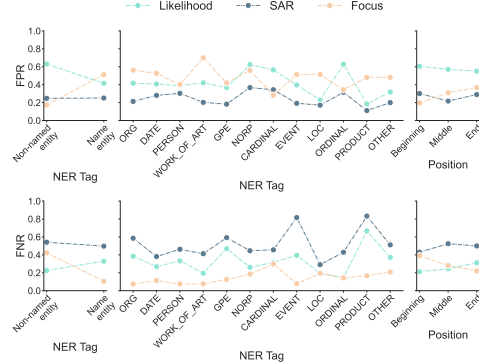 Likelihood SAR Focus
FPR
1.0
0.8
0.6
0.4
0.2
0.0
Non-named entity
Name entity
NER Tag
ORG
DATE
PERSON
WORK_OF_ART
GPE
NORP
CARDINAL
EVENT
LOC
ORDINAL
PRODUCT
OTHER
NER Tag
Beginning
Middle
End
Position
FNR
1.0
0.8
0.6
0.4
0.2
0.0
Non-named entity
Name entity
NER Tag
ORG
DATE
PERSON
WORK_OF_ART
GPE
NORP
CARDINAL
EVENT
LOC
ORDINAL
PRODUCT
OTHER
NER Tag
Beginning
Middle
End
Position